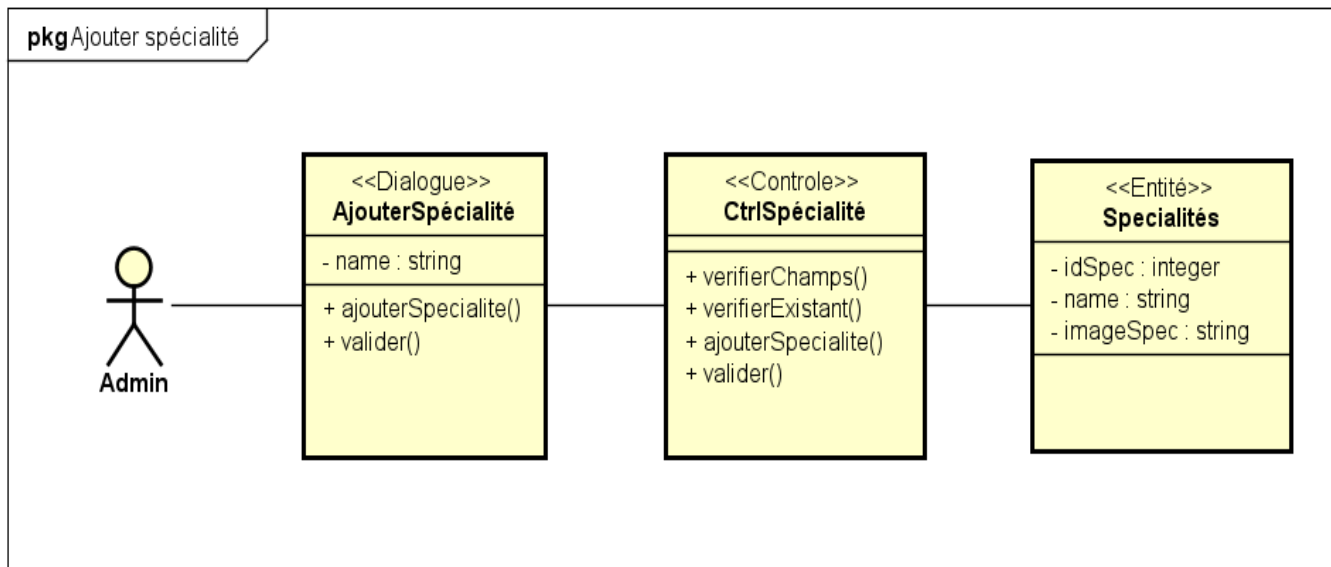 pkg Ajouter spécialité
<<Dialogue>>
AjouterSpécialité
- name : string
+ ajouterSpecialite()
+ valider()
<<Controle>>
CtrlSpécialité
+ verifierChamps()
+ verifierExistant()
+ ajouterSpecialite()
+ valider()
<<Entité>>
Specialités
- idSpec : integer
- name : string
- imageSpec : string
Admin